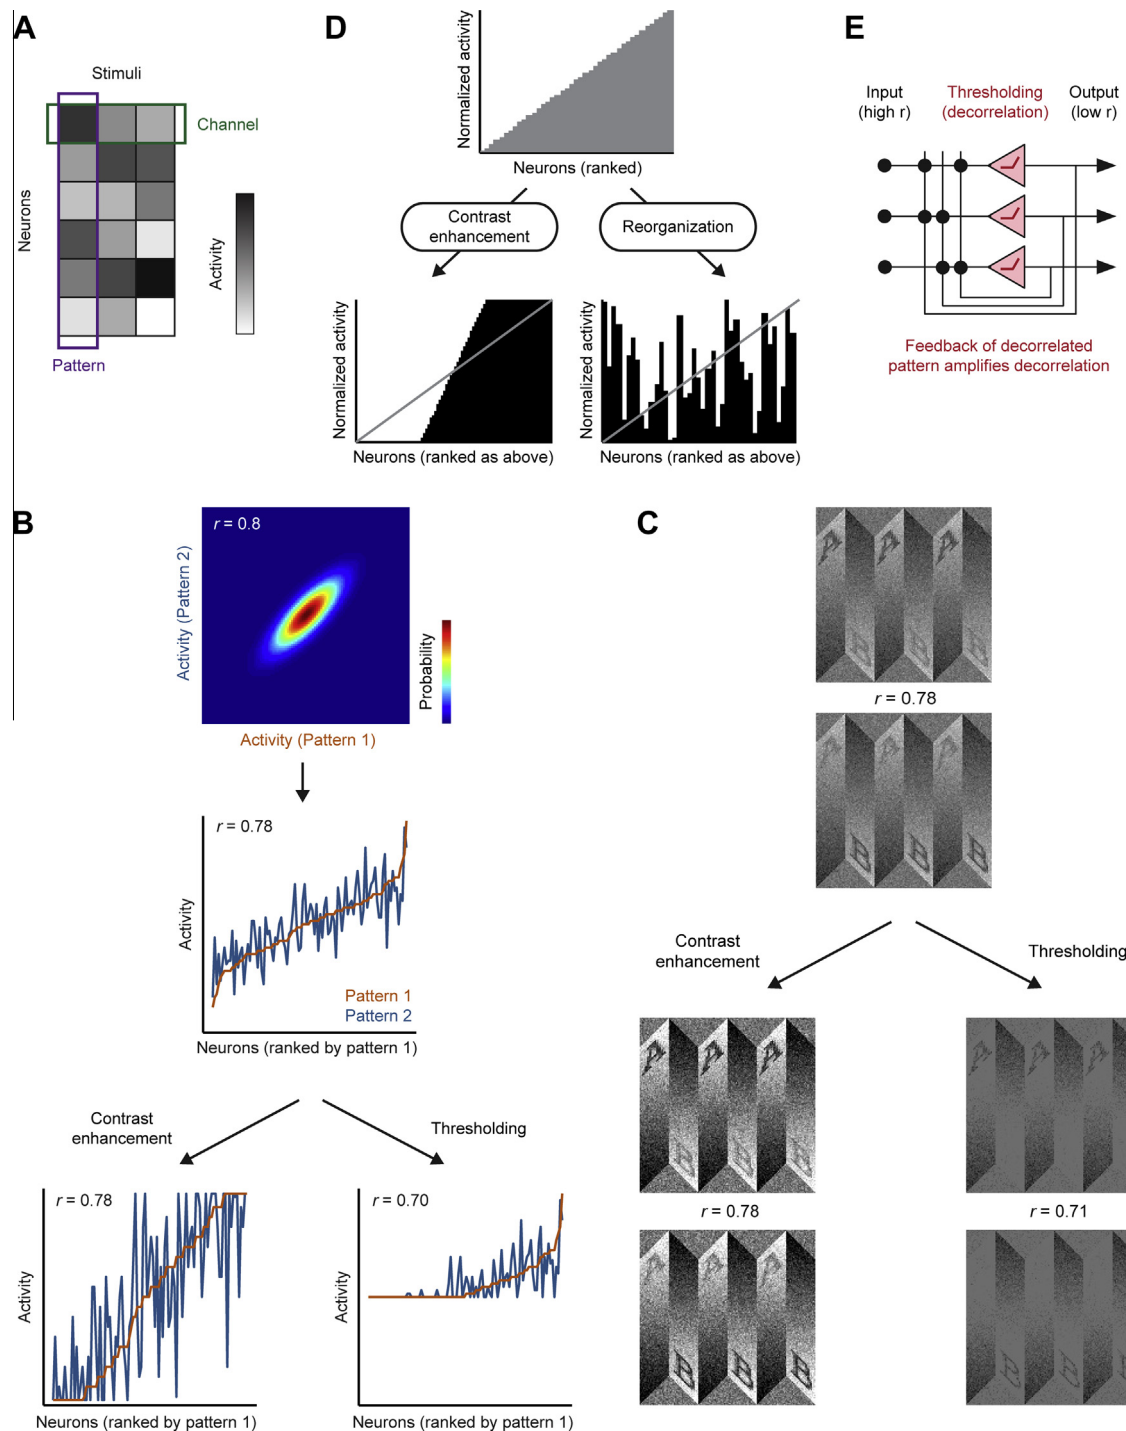 A
Stimuli
Channel
Neurons
Activity
Pattern
D
Normalized activity
Neurons (ranked)
Contrast
enhancement
Reorganization
Normalized activity
Neurons (ranked as above)
Normalized activity
Neurons (ranked as above)
E
Input
(high r)
Thresholding
(decorrelation)
Output
(low r)
Feedback of decorrelated
pattern amplifies decorrelation
B
r = 0.8
Activity (Pattern 2)
Probability
Activity (Pattern 1)
r = 0.78
Activity
Pattern 1
Pattern 2
Neurons (ranked by pattern 1)
Contrast
enhancement
Thresholding
r = 0.78
Activity
Neurons (ranked by pattern 1)
r = 0.70
Activity
Neurons (ranked by pattern 1)
C
A A A
B B B
r = 0.78
A A A
B B B
Contrast
enhancement
Thresholding
A A A
B B B
r = 0.78
A A A
B B B
A A A
r = 0.71
B B B